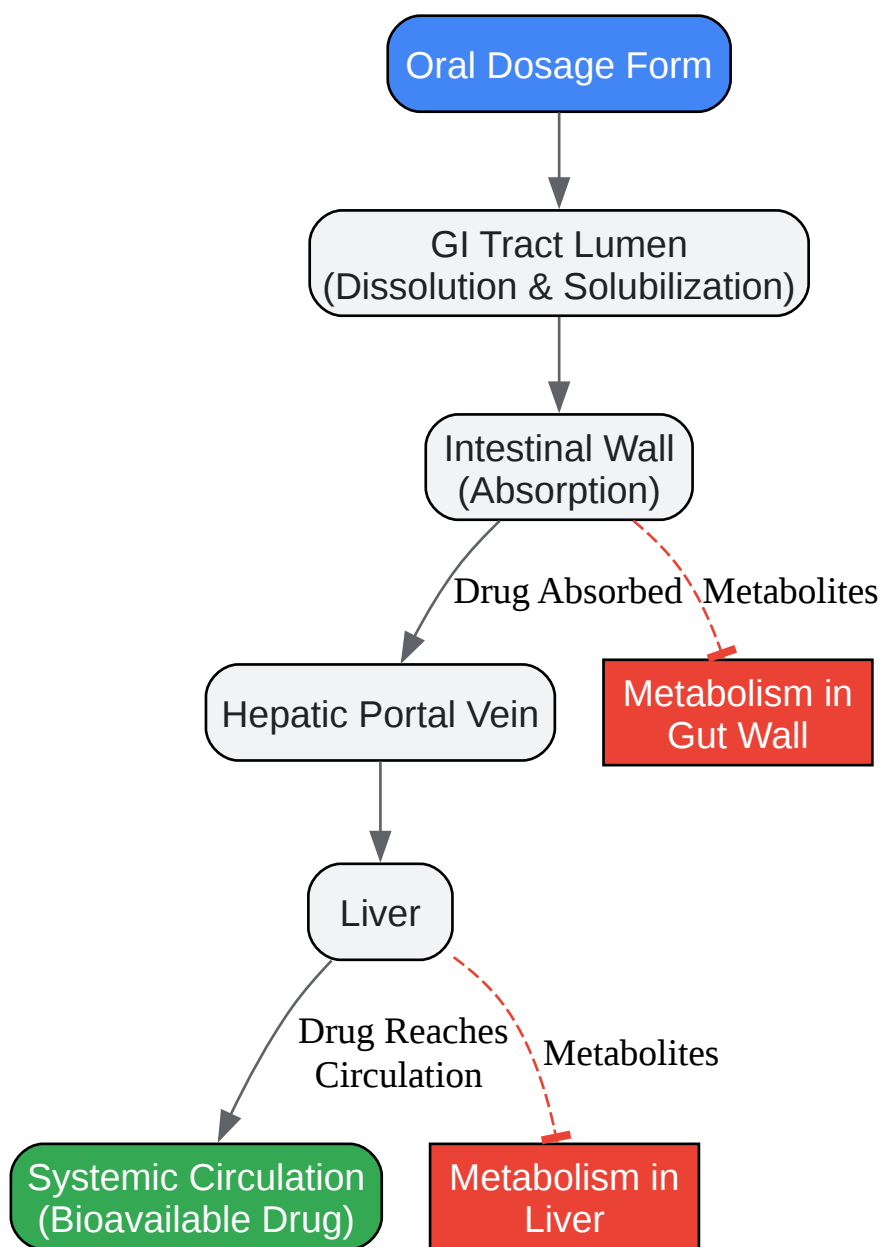 Oral Dosage Form
GI Tract Lumen
(Dissolution & Solubilization)
Intestinal Wall
(Absorption)
Drug Absorbed
Metabolites
Hepatic Portal Vein
Metabolism in
Gut Wall
Liver
Drug Reaches
Circulation
Metabolites
Systemic Circulation
(Bioavailable Drug)
Metabolism in
Liver